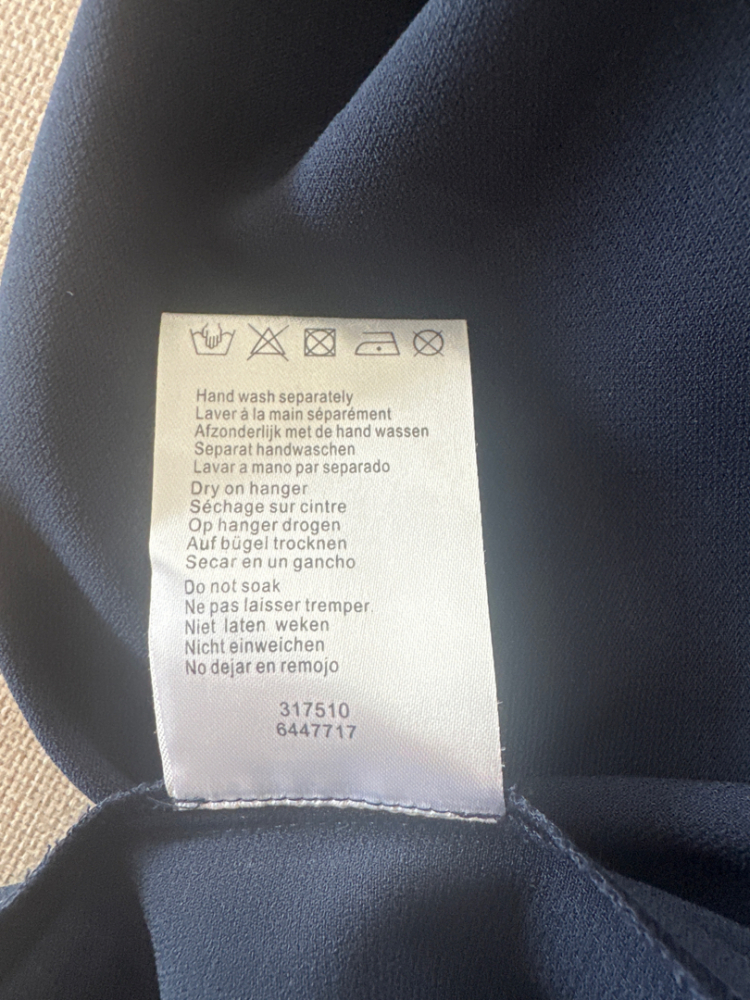 Hand wash separately
Laver à la main séparément
Afzonderlijk met de hand wassen
Separat handwaschen
Lavar a mano por separado
Dry on hanger
Séchage sur cintre
Op hanger drogen
Auf bügel trocknen
Secar en un gancho
Do not soak
Ne pas laisser tremper.
Niet laten weken
Nicht einweichen
No dejar en remojo
317510
6447717